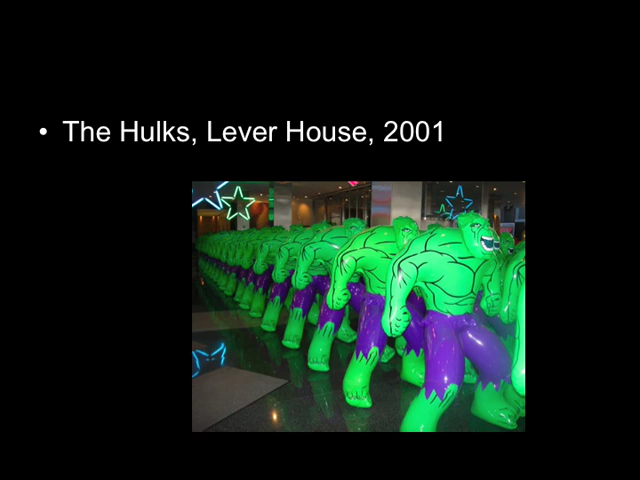 • The Hulks, Lever House, 2001